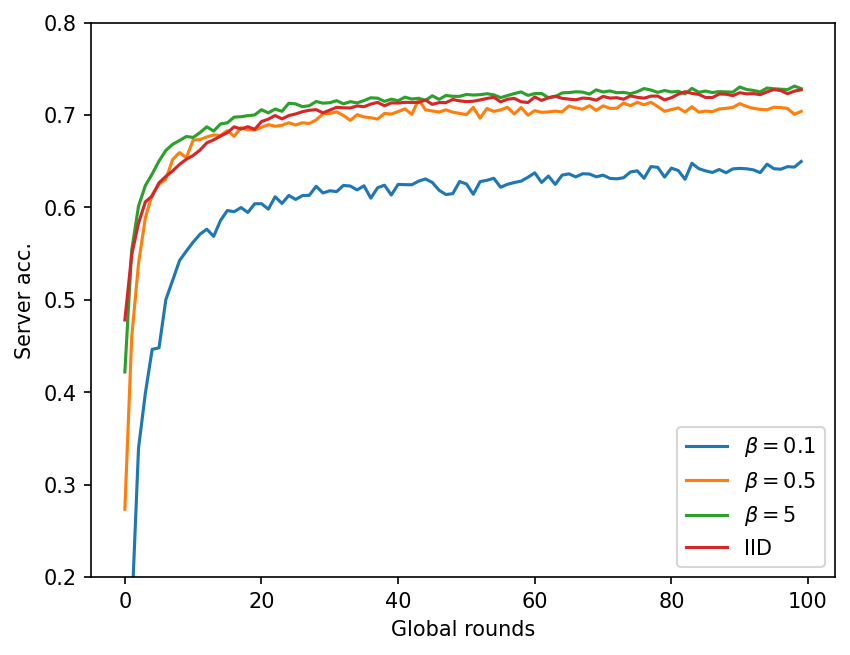 0.8
0.7
0.6
0.5
0.4
0.3
0.2
Server acc.
0 20 40 60 80 100
Global rounds
β = 0.1
β = 0.5
β = 5
IID